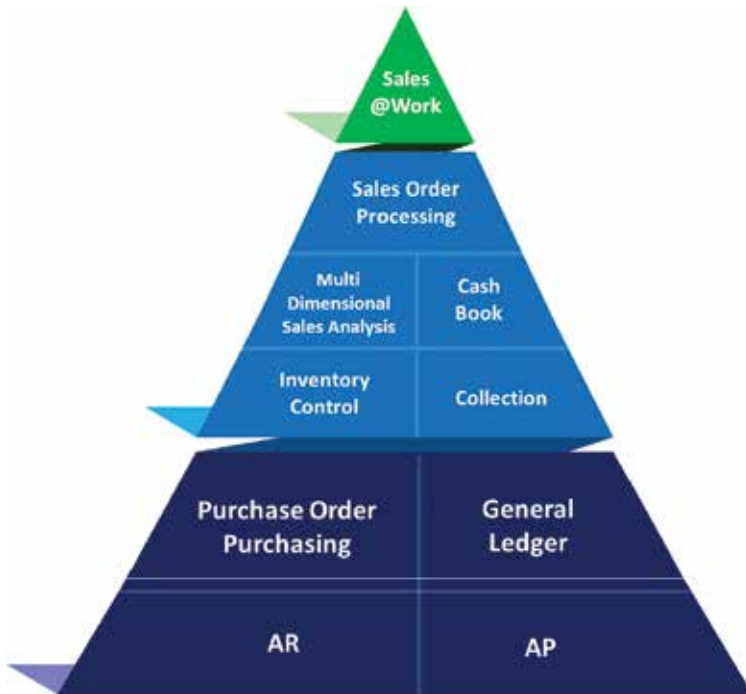 Sales
@Work
Sales Order
Processing
Multi
Dimensional
Sales Analysis
Cash
Book
Inventory
Control
Collection
Purchase Order
Purchasing
General
Ledger
AR
AP